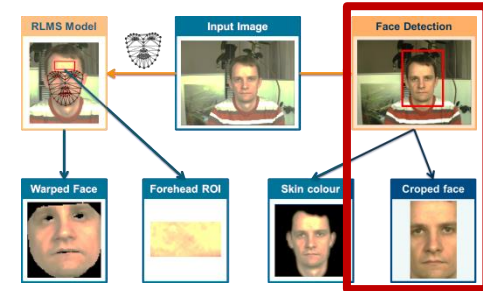 RLMS Model
Input Image
Face Detection
Warped Face
Forehead ROI
Skin colour
Croped face